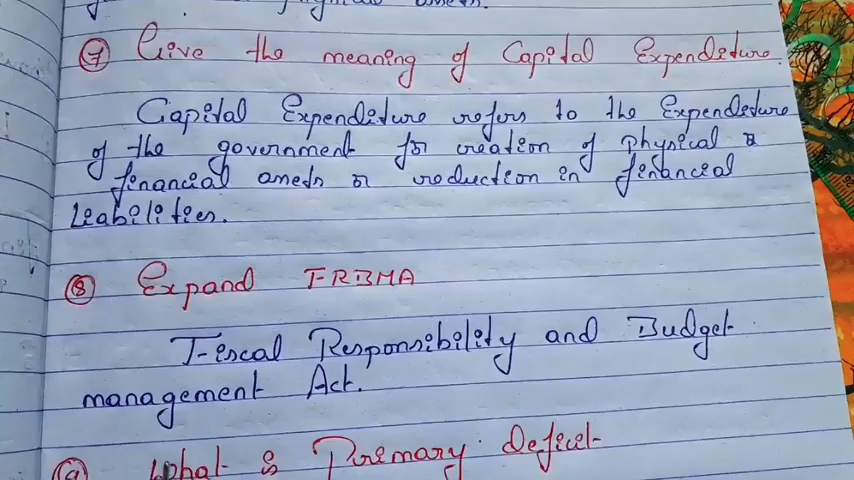 ⑦ Give the meaning of Capital Expenditure
Capital Expenditure refers to the Expenditure
of the government for creation of physical &
financial assets or reduction in financial
liabilities.
⑧ Expand FRBMA
Fiscal Responsibility and Budget
management Act.
⑨ What is Primary deficit